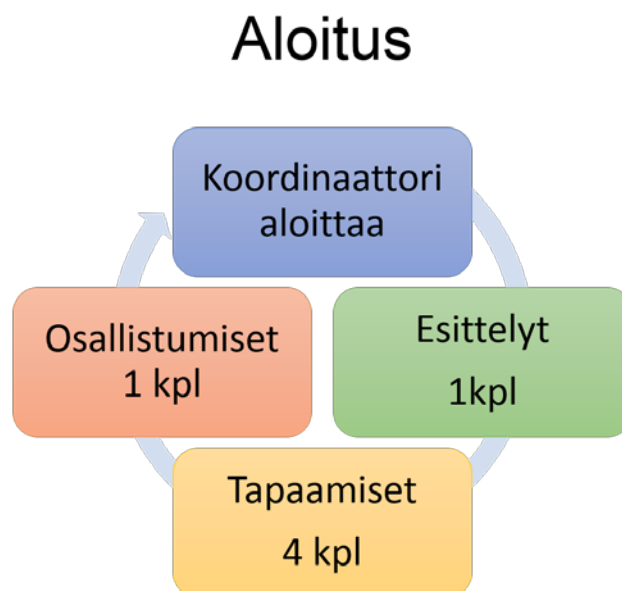 Aloitus
Koordinaattori
aloittaa
Esittelyt
1kpl
Tapaamiset
4 kpl
Osallistumiset
1 kpl